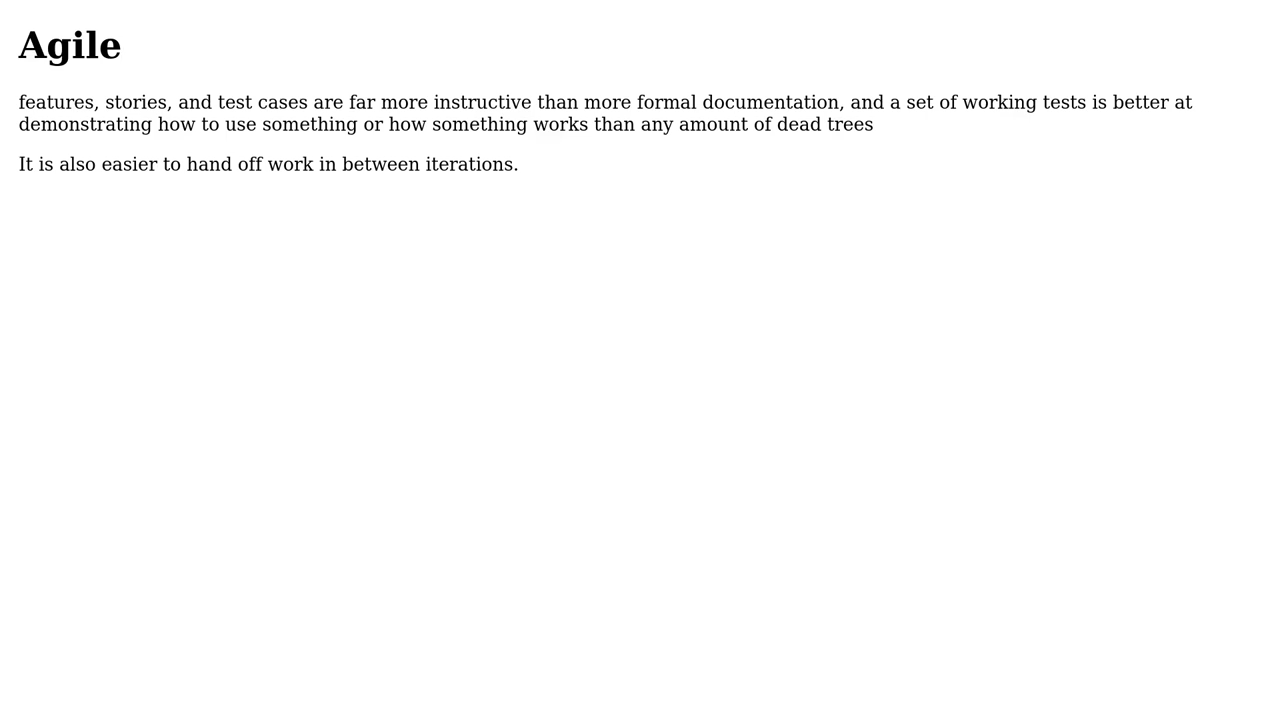 Agile
features, stories, and test cases are far more instructive than more formal documentation, and a set of working tests is better at
demonstrating how to use something or how something works than any amount of dead trees
It is also easier to hand off work in between iterations.